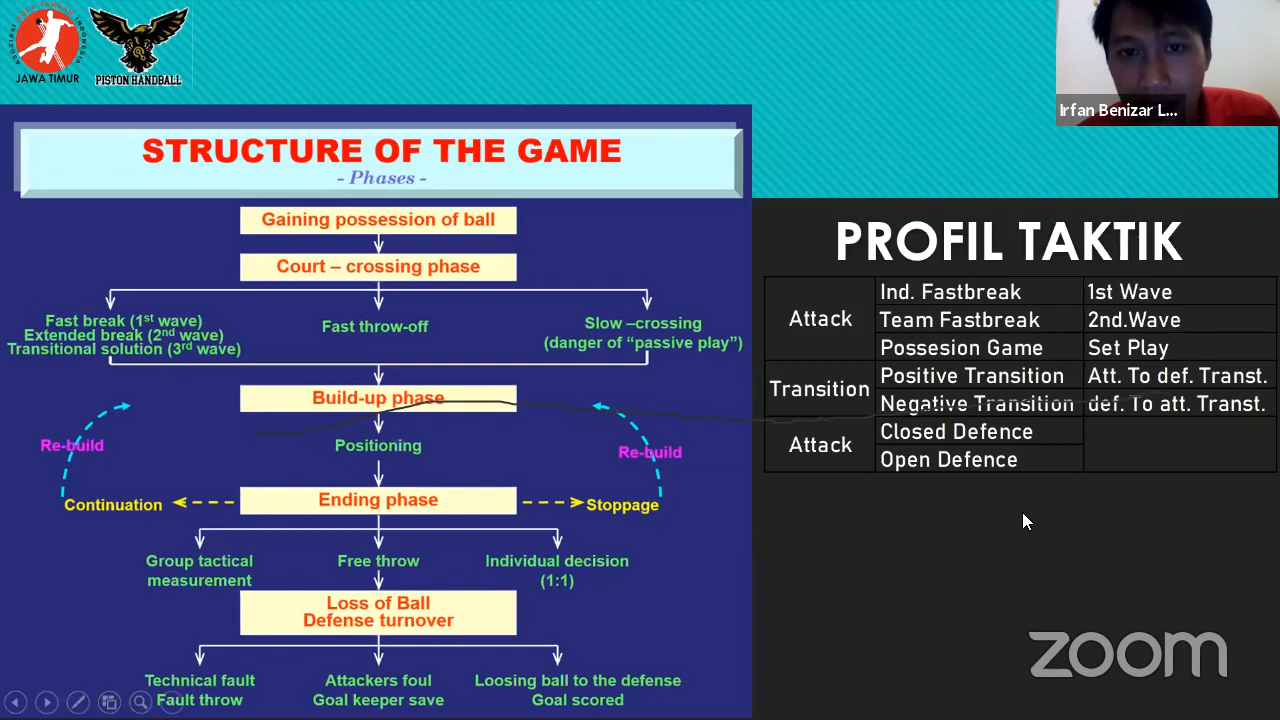 ASOSIASI BOLA TANGAN INDONESIA
JAWA TIMUR
PISTON HANDBALL
Irfan Benizar L...
STRUCTURE OF THE GAME
- Phases -
Gaining possession of ball
Court – crossing phase
Fast break (1st wave)
Extended break (2nd wave)
Transitional solution (3rd wave)
Fast throw-off
Slow –crossing
(danger of “passive play”)
Build-up phase
Re-build
Positioning
Re-build
Continuation
Ending phase
Stoppage
Group tactical
measurement
Free throw
Individual decision
(1:1)
Loss of Ball
Defense turnover
Technical fault
Fault throw
Attackers foul
Goal keeper save
Loosing ball to the defense
Goal scored
PROFIL TAKTIK
Attack
Ind. Fastbreak 1st Wave
Team Fastbreak 2nd.Wave
Possesion Game Set Play
Transition
Positive Transition Att. To def. Transt.
Negative Transition def. To att. Transt.
Attack
Closed Defence
Open Defence
zoom